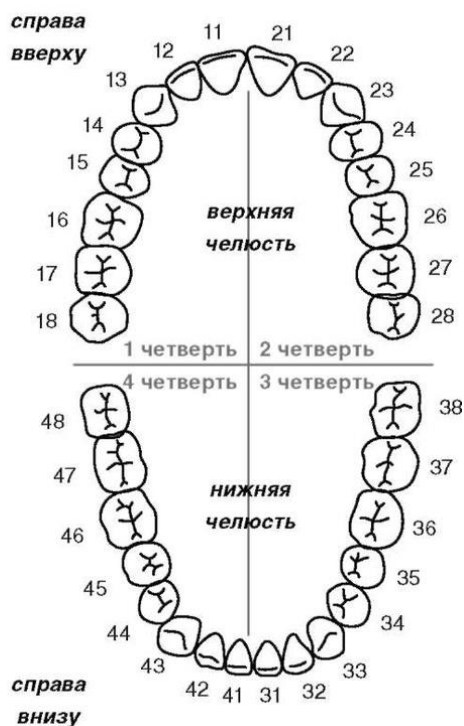 справа
вверху
11 21
12 22
13 23
14 24
15 25
16 26
верхняя
челюсть
17 27
18 28
1 четверть 2 четверть
4 четверть 3 четверть
48 38
47 37
нижняя
челюсть
46 36
45 35
44 34
43 33
42 41 31 32
справа
внизу